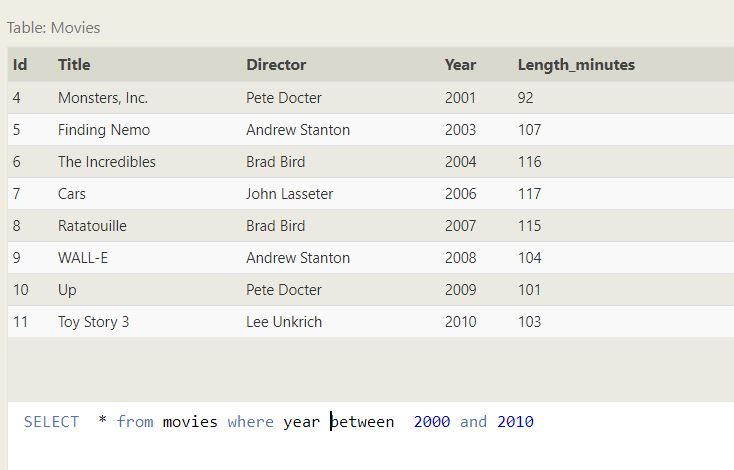 Table: Movies
Id Title Director Year Length_minutes
4 Monsters, Inc. Pete Docter 2001 92
5 Finding Nemo Andrew Stanton 2003 107
6 The Incredibles Brad Bird 2004 116
7 Cars John Lasseter 2006 117
8 Ratatouille Brad Bird 2007 115
9 WALL-E Andrew Stanton 2008 104
10 Up Pete Docter 2009 101
11 Toy Story 3 Lee Unkrich 2010 103
SELECT * from movies where year between 2000 and 2010